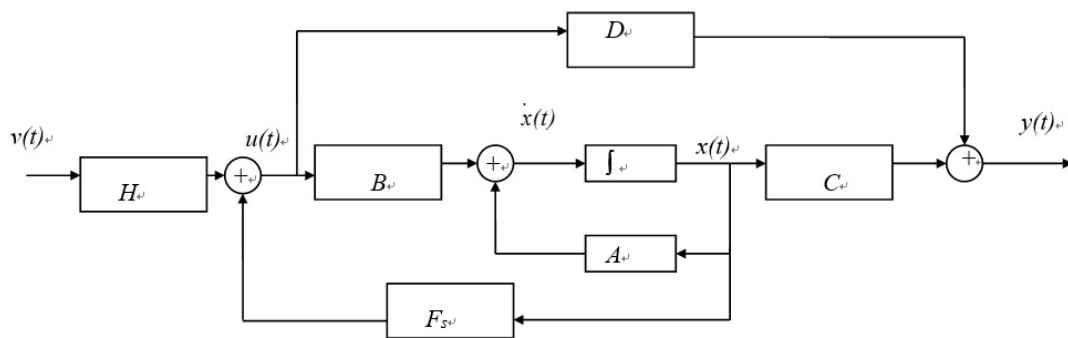 D↵
ẋ(t)
v(t)↵
u(t)↵
x(t)↵
y(t)↵
H↵
+↵
B↵
+↵
∫ ↵
C↵
+↵
A↵
Fs↵